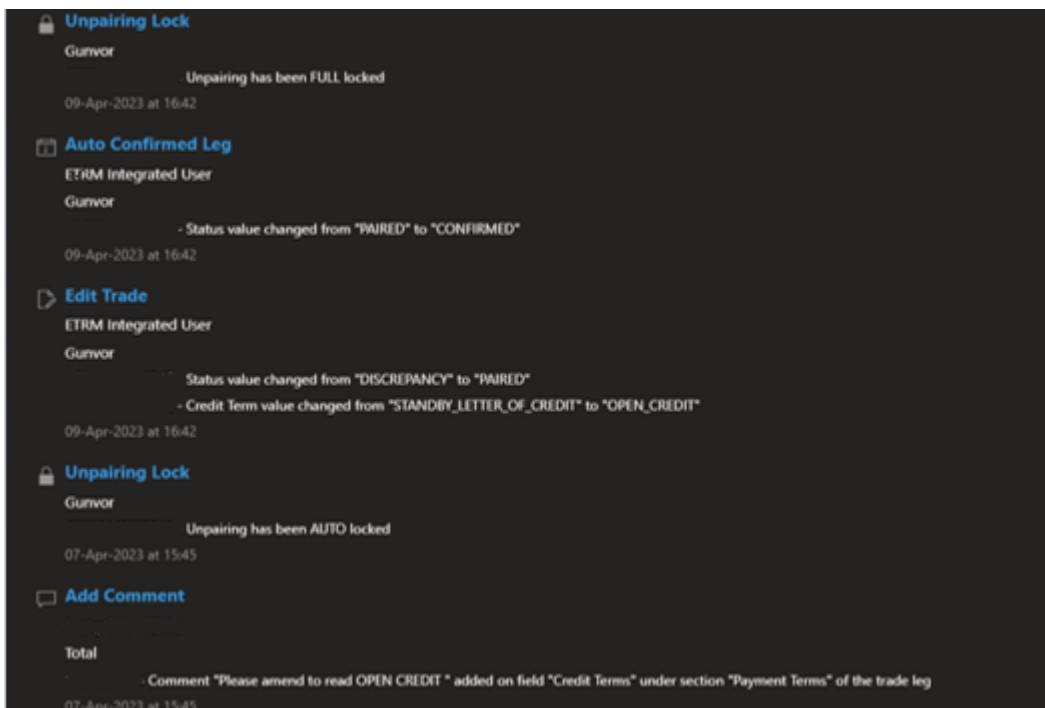 Unpairing Lock
Gunvor
Unpairing has been FULL locked
09-Apr-2023 at 16:42
Auto Confirmed Leg
ETRM Integrated User
Gunvor
- Status value changed from "PAIRED" to "CONFIRMED"
09-Apr-2023 at 16:42
Edit Trade
ETRM Integrated User
Gunvor
Status value changed from "DISCREPANCY" to "PAIRED"
- Credit Term value changed from "STANDBY_LETTER_OF_CREDIT" to "OPEN_CREDIT"
09-Apr-2023 at 16:42
Unpairing Lock
Gunvor
Unpairing has been AUTO locked
07-Apr-2023 at 15:45
Add Comment
Total
- Comment "Please amend to read OPEN CREDIT " added on field "Credit Terms" under section "Payment Terms" of the trade leg
07-Apr-2023 at 15:45